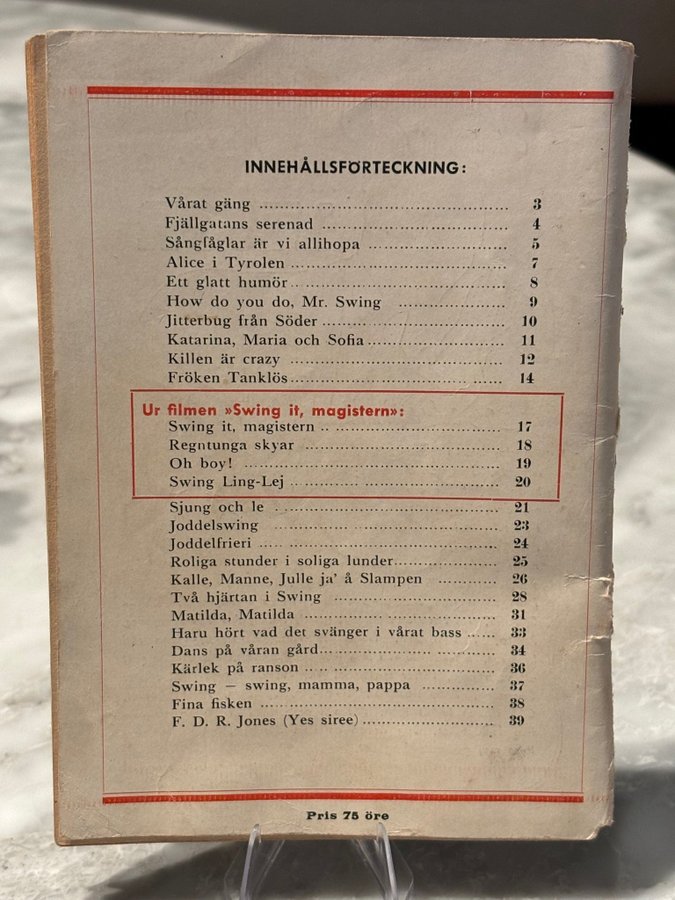 INNEHÅLLSFÖRTECKNING:
Vårat gäng ........ 3
Fjällgatans serenad ........ 4
Sångfåglar är vi allihopa ........ 5
Alice i Tyrolen ........ 7
Ett glatt humör ........ 8
How do you do, Mr. Swing ........ 9
Jitterbug från Söder ........ 10
Katarina, Maria och Sofia ........ 11
Killen är crazy ........ 12
Fröken Tanklös ........ 14
Ur filmen »Swing it, magistern»:
Swing it, magistern ........ 17
Regntunga skyar ........ 18
Oh boy! ........ 19
Swing Ling-Lej ........ 20
Sjung och le ........ 21
Joddelswing ........ 23
Joddelfrieri ........ 24
Roliga stunder i soliga lunder ........ 25
Kalle, Manne, Julle ja' å Slampen ........ 26
Två hjärtan i Swing ........ 28
Matilda, Matilda ........ 31
Haru hört vad det svänger i vårat bass ........ 33
Dans på våran gård ........ 34
Kärlek på ranson ........ 36
Swing — swing, mamma, pappa ........ 37
Fina fisken ........ 38
F. D. R. Jones (Yes siree) ........ 39
Pris 75 öre